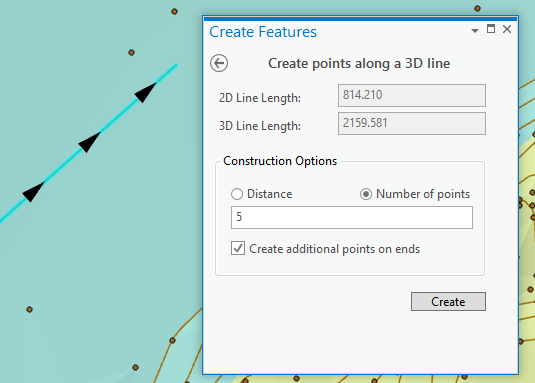 Create Features
Create points along a 3D line
2D Line Length: 814.210
3D Line Length: 2159.581
Construction Options
Distance Number of points
5
Create additional points on ends
Create